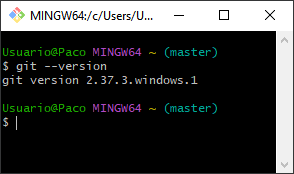 MINGW64:/c/Users/U...
Usuario@Paco MINGW64 ~ (master)
$ git --version
git version 2.37.3.windows.1
Usuario@Paco MINGW64 ~ (master)
$